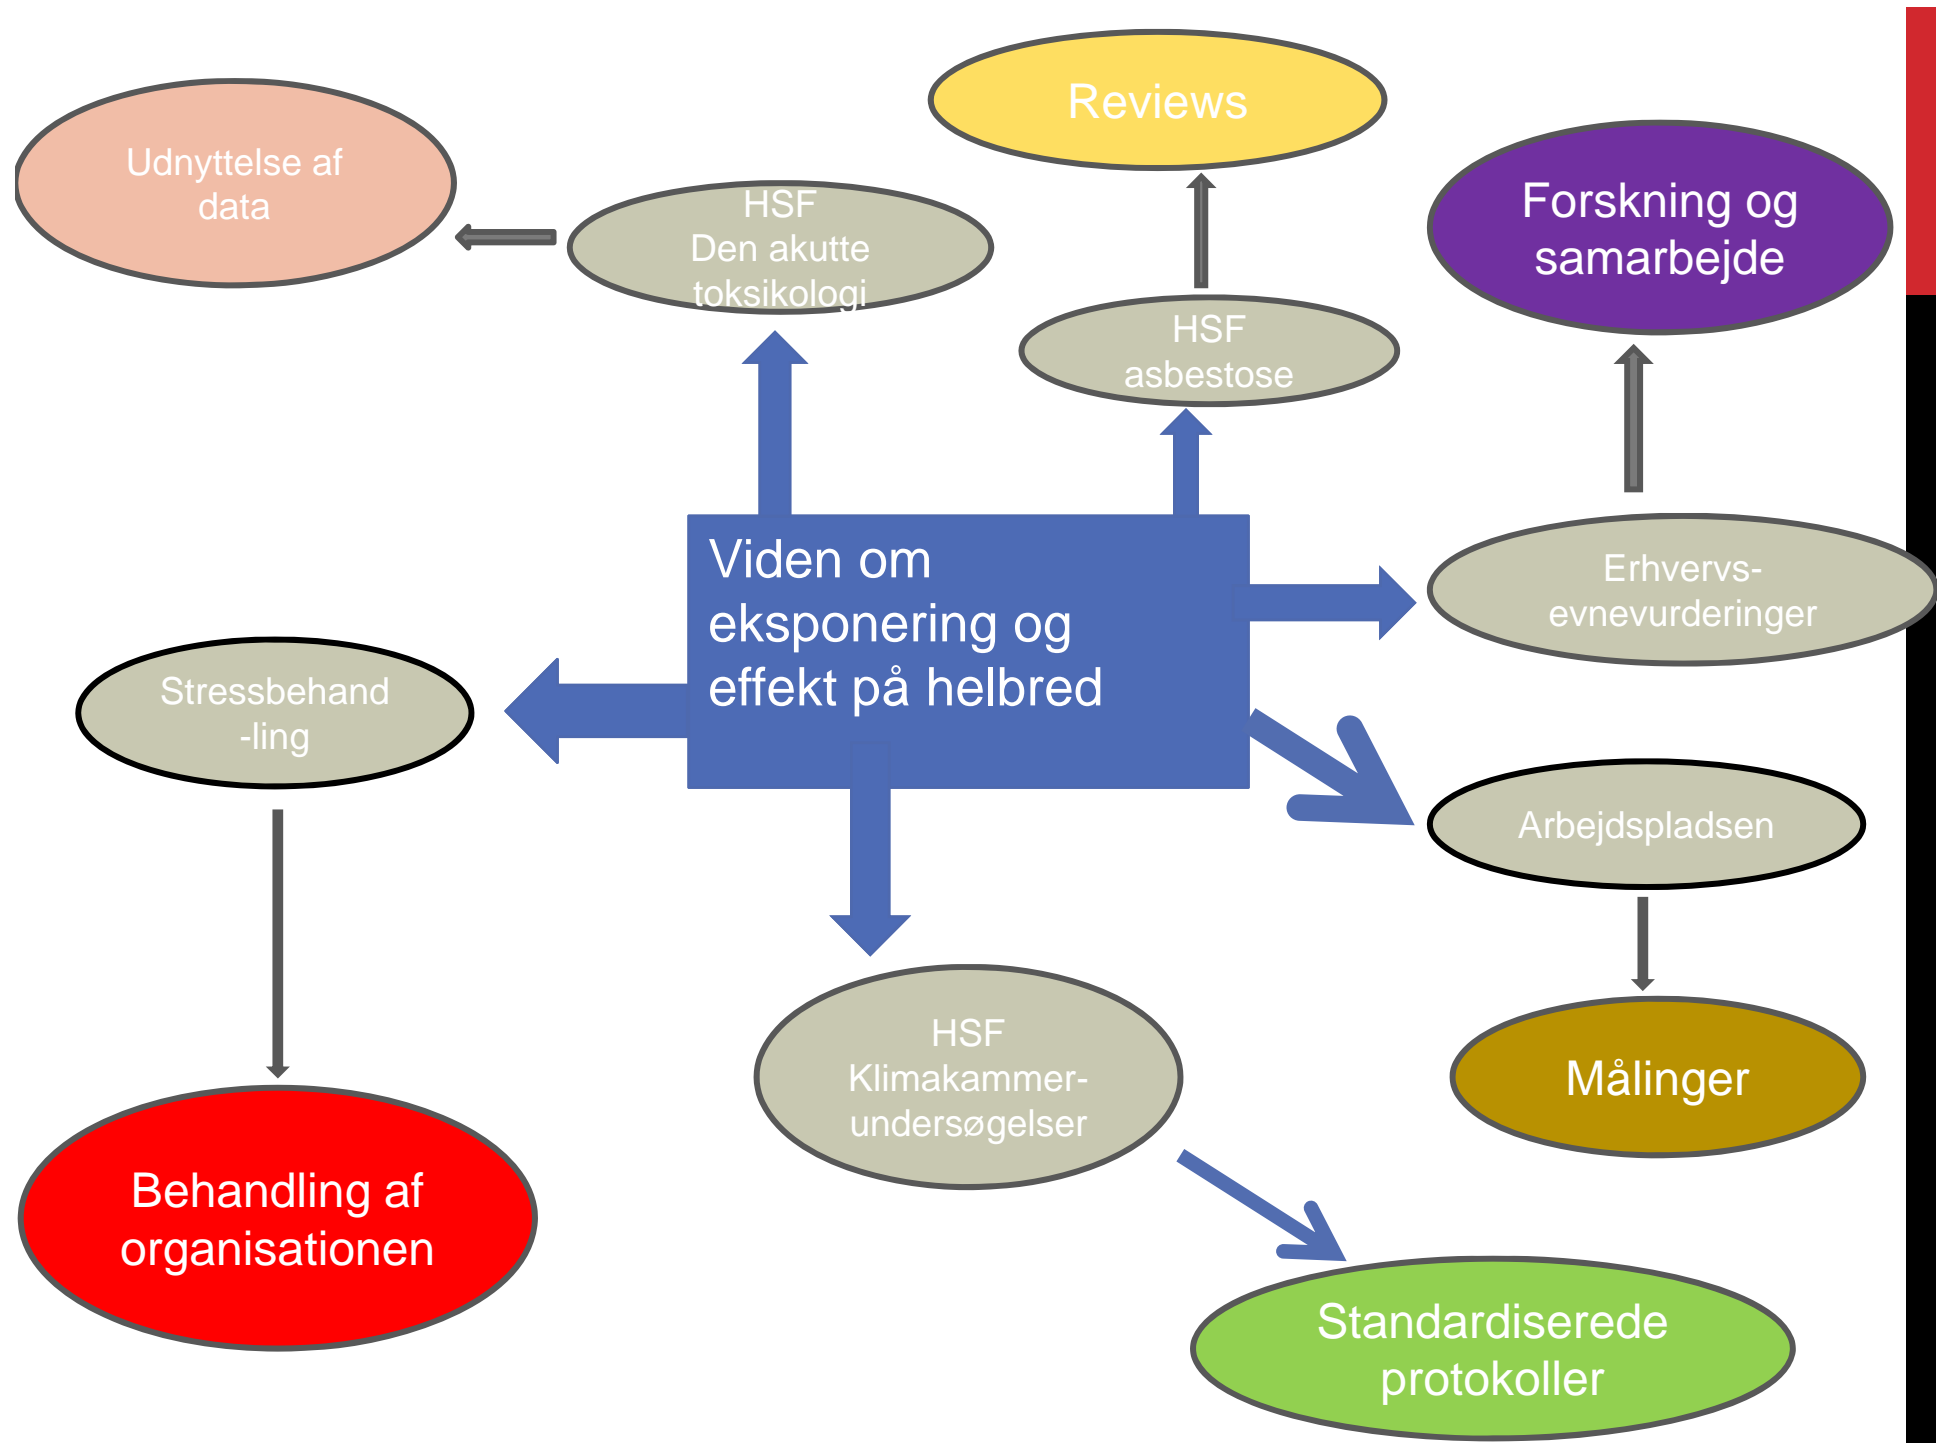 Reviews
Udnyttelse af
data
HSF
Den akutte
toksikologi
Forskning og
samarbejde
HSF
asbestose
Viden om
eksponering og
effekt på helbred
Erhvervs-
evnevurderinger
Stressbehand
-ling
Arbejdspladsen
HSF
Klimakammer-
undersøgelser
Målinger
Behandling af
organisationen
Standardiserede
protokoller